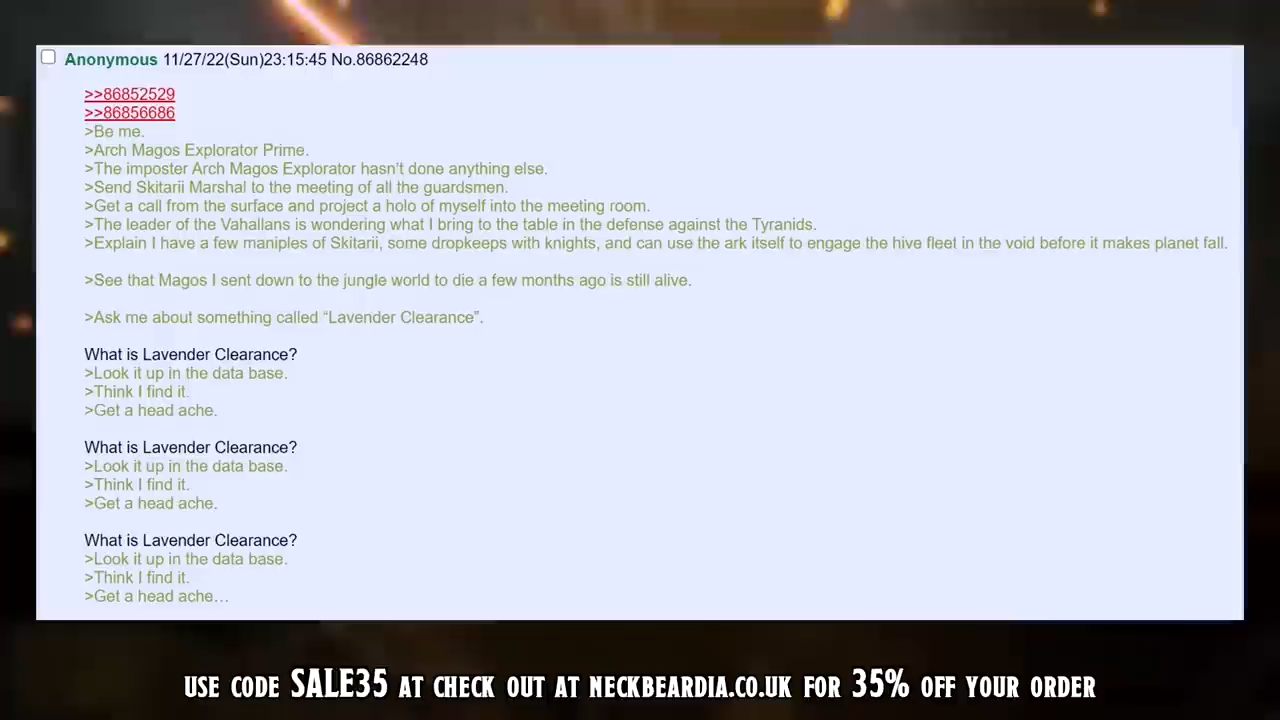 Anonymous 11/27/22(Sun)23:15:45 No.86862248
>>86852529
>>86856686
>Be me.
>Arch Magos Explorator Prime.
>The imposter Arch Magos Explorator hasn’t done anything else.
>Send Skitarii Marshal to the meeting of all the guardsmen.
>Get a call from the surface and project a holo of myself into the meeting room.
>The leader of the Vahallans is wondering what I bring to the table in the defense against the Tyranids.
>Explain I have a few maniples of Skitarii, some dropkeeps with knights, and can use the ark itself to engage the hive fleet in the void before it makes planet fall.
>See that Magos I sent down to the jungle world to die a few months ago is still alive.
>Ask me about something called “Lavender Clearance”.
What is Lavender Clearance?
>Look it up in the data base.
>Think I find it.
>Get a head ache.
What is Lavender Clearance?
>Look it up in the data base.
>Think I find it.
>Get a head ache.
What is Lavender Clearance?
>Look it up in the data base.
>Think I find it.
>Get a head ache…
USE CODE SALE35 AT CHECK OUT AT NECKBEARDIA.CO.UK FOR 35% OFF YOUR ORDER